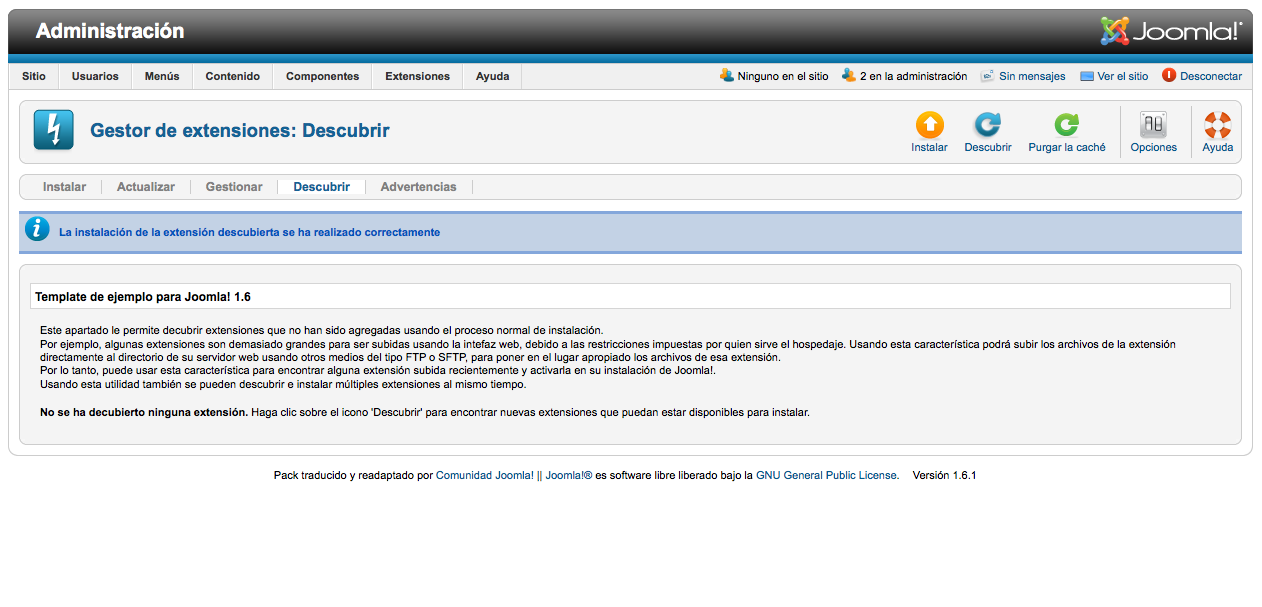 Administración
Joomla!®
Sitio Usuarios Menús Contenido Componentes Extensiones Ayuda Ninguno en el sitio 2 en la administración Sin mensajes Ver el sitio Desconectar
Gestor de extensiones: Descubrir
Instalar Descubrir Purgar la caché Opciones Ayuda
Instalar Actualizar Gestionar Descubrir Advertencias
La instalación de la extensión descubierta se ha realizado correctamente
Template de ejemplo para Joomla! 1.6
Este apartado le permite decubrir extensiones que no han sido agregadas usando el proceso normal de instalación.
Por ejemplo, algunas extensiones son demasiado grandes para ser subidas usando la intefaz web, debido a las restricciones impuestas por quien sirve el hospedaje. Usando esta característica podrá subir los archivos de la extensión
directamente al directorio de su servidor web usando otros medios del tipo FTP o SFTP, para poner en el lugar apropiado los archivos de esa extensión.
Por lo tanto, puede usar esta característica para encontrar alguna extensión subida recientemente y activarla en su instalación de Joomla!.
Usando esta utilidad también se pueden descubrir e instalar múltiples extensiones al mismo tiempo.
No se ha decubierto ninguna extensión. Haga clic sobre el icono 'Descubrir' para encontrar nuevas extensiones que puedan estar disponibles para instalar.
Pack traducido y readaptado por Comunidad Joomla! || Joomla!® es software libre liberado bajo la GNU General Public License. Versión 1.6.1